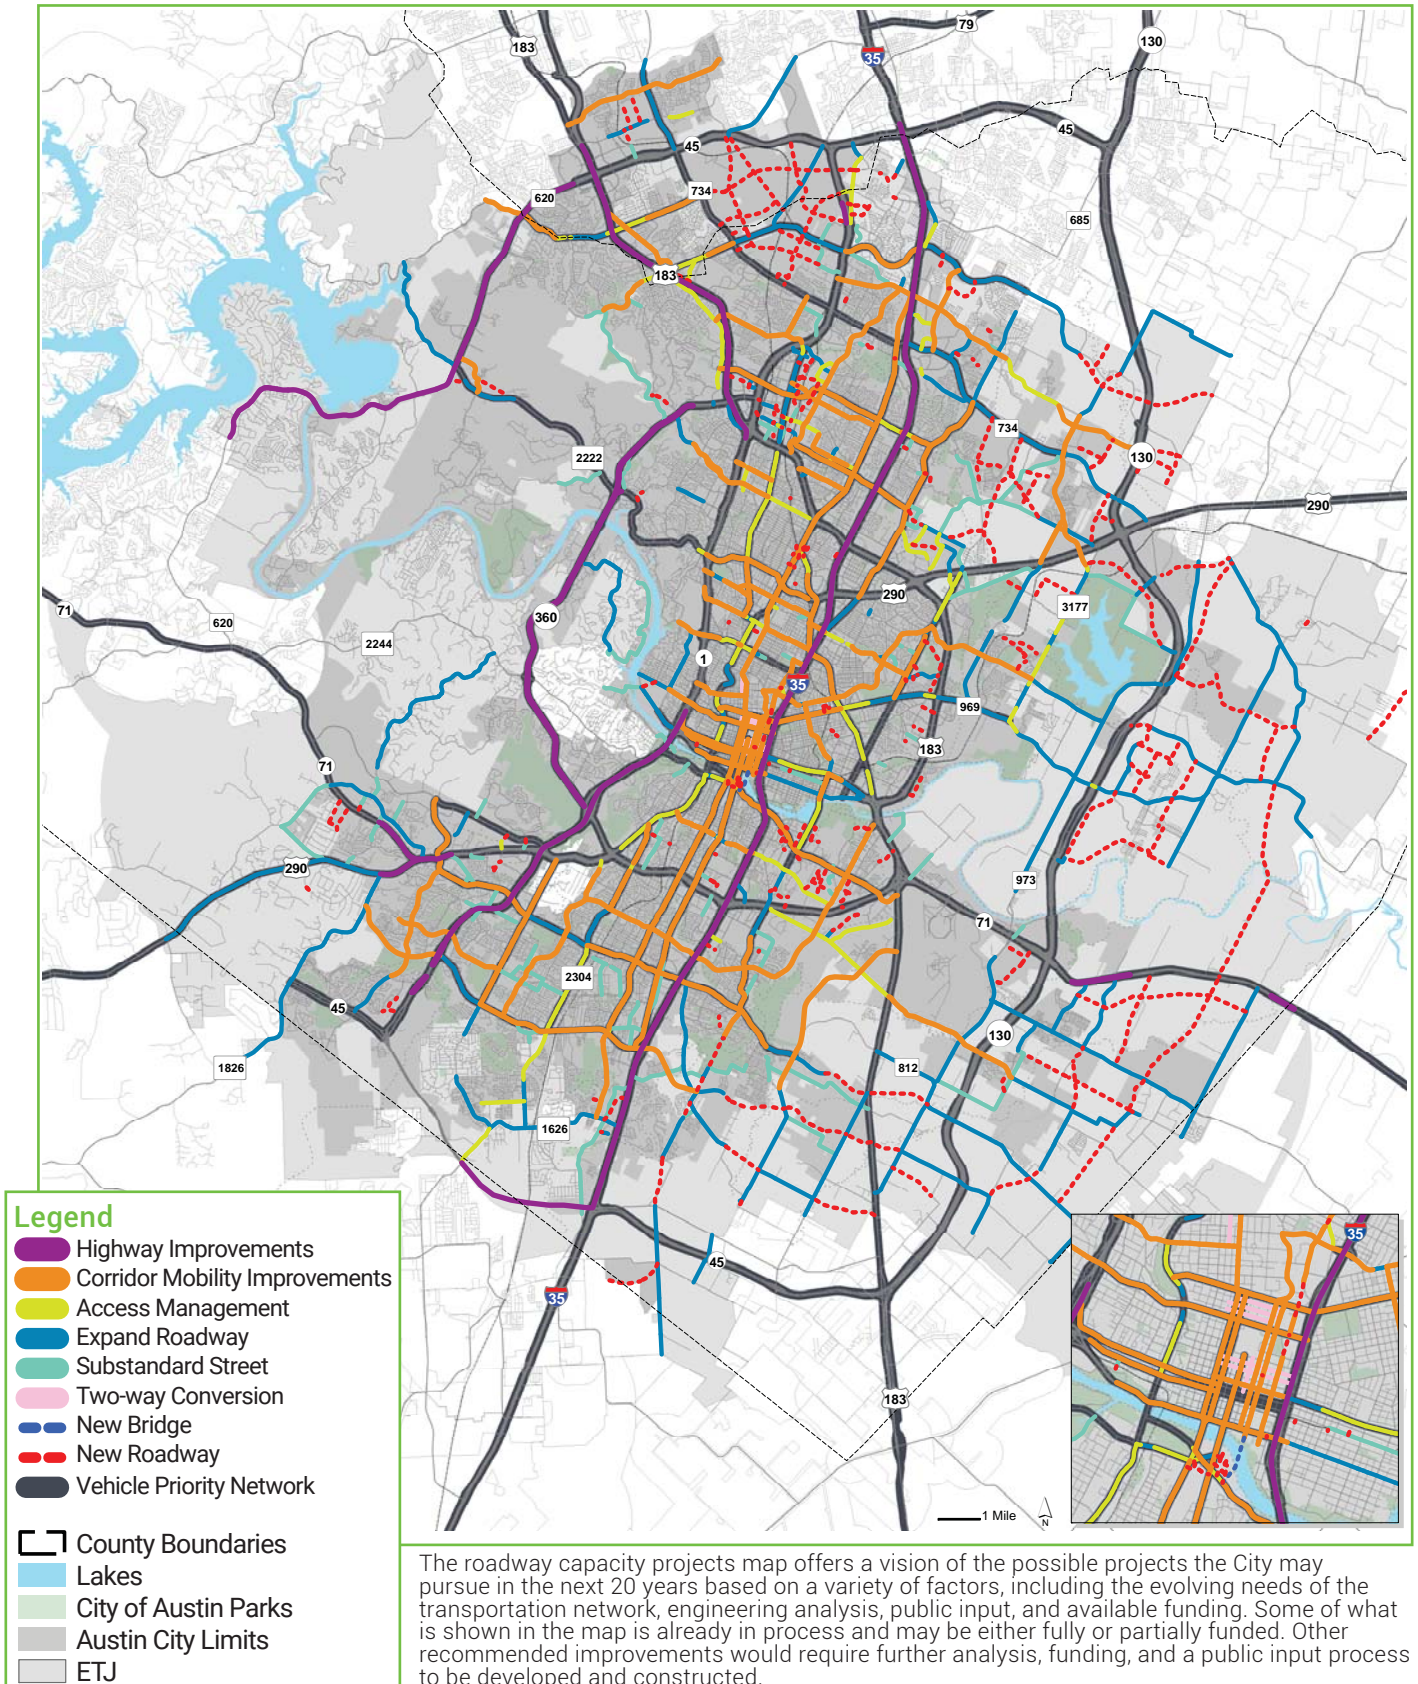 79
183
35
130
45
45
734
620
685
183
734
2222
130
290
71
290
3177
620
2244
360
1
35
969
183
71
290
973
71
2304
45
130
1826
812
1626
45
35
183
1 Mile
N
35
Legend
Highway Improvements
Corridor Mobility Improvements
Access Management
Expand Roadway
Substandard Street
Two-way Conversion
New Bridge
New Roadway
Vehicle Priority Network
County Boundaries
Lakes
City of Austin Parks
Austin City Limits
ETJ
The roadway capacity projects map offers a vision of the possible projects the City may
pursue in the next 20 years based on a variety of factors, including the evolving needs of the
transportation network, engineering analysis, public input, and available funding. Some of what
is shown in the map is already in process and may be either fully or partially funded. Other
recommended improvements would require further analysis, funding, and a public input process
to be developed and constructed.